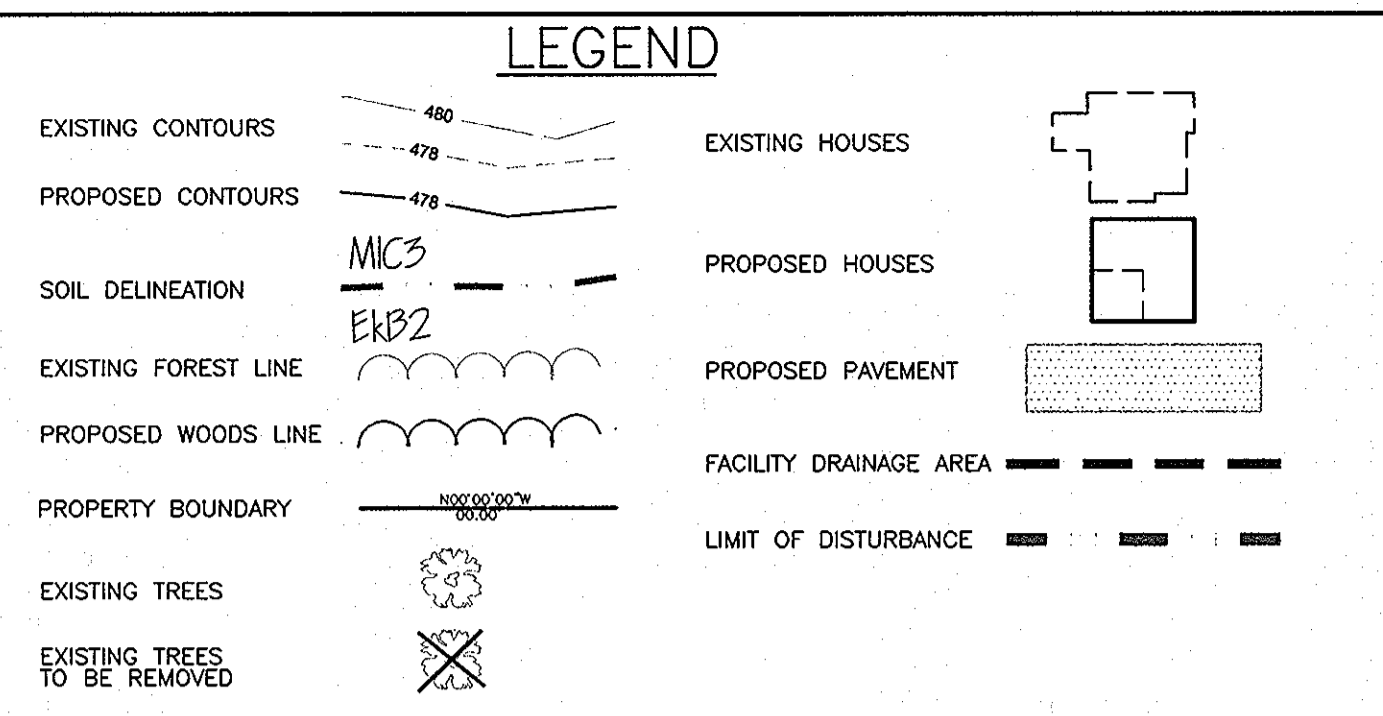 LEGEND
EXISTING CONTOURS
480
478
PROPOSED CONTOURS
478
SOIL DELINEATION
MIC3
EkB2
EXISTING FOREST LINE
PROPOSED WOODS LINE
PROPERTY BOUNDARY
N00°00'00"W
00.00'
EXISTING TREES
EXISTING TREES
TO BE REMOVED
EXISTING HOUSES
PROPOSED HOUSES
PROPOSED PAVEMENT
FACILITY DRAINAGE AREA
LIMIT OF DISTURBANCE